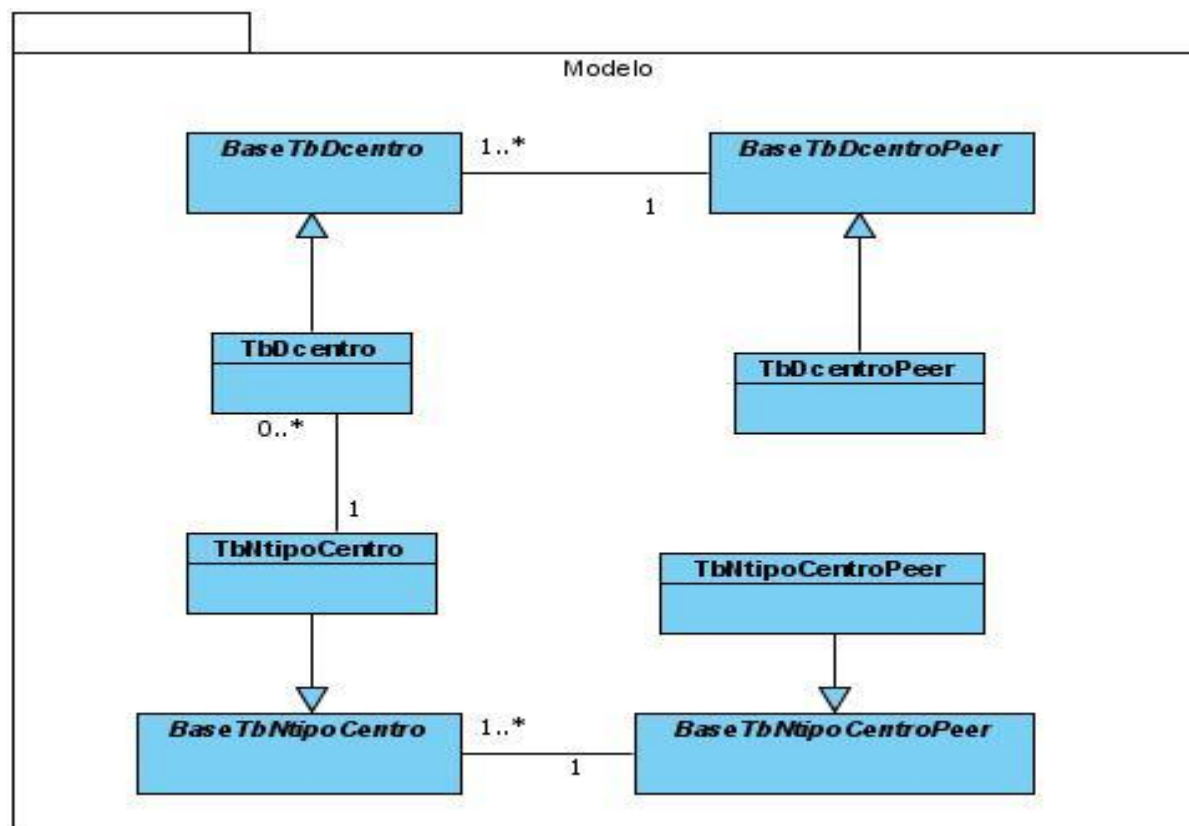 Modelo
BaseTbDcentro
1..*
BaseTbDcentroPeer
1
TbDcentro
TbDcentroPeer
0..*
1
TbNtipoCentro
TbNtipoCentroPeer
BaseTbNtipoCentro
1..*
BaseTbNtipoCentroPeer
1